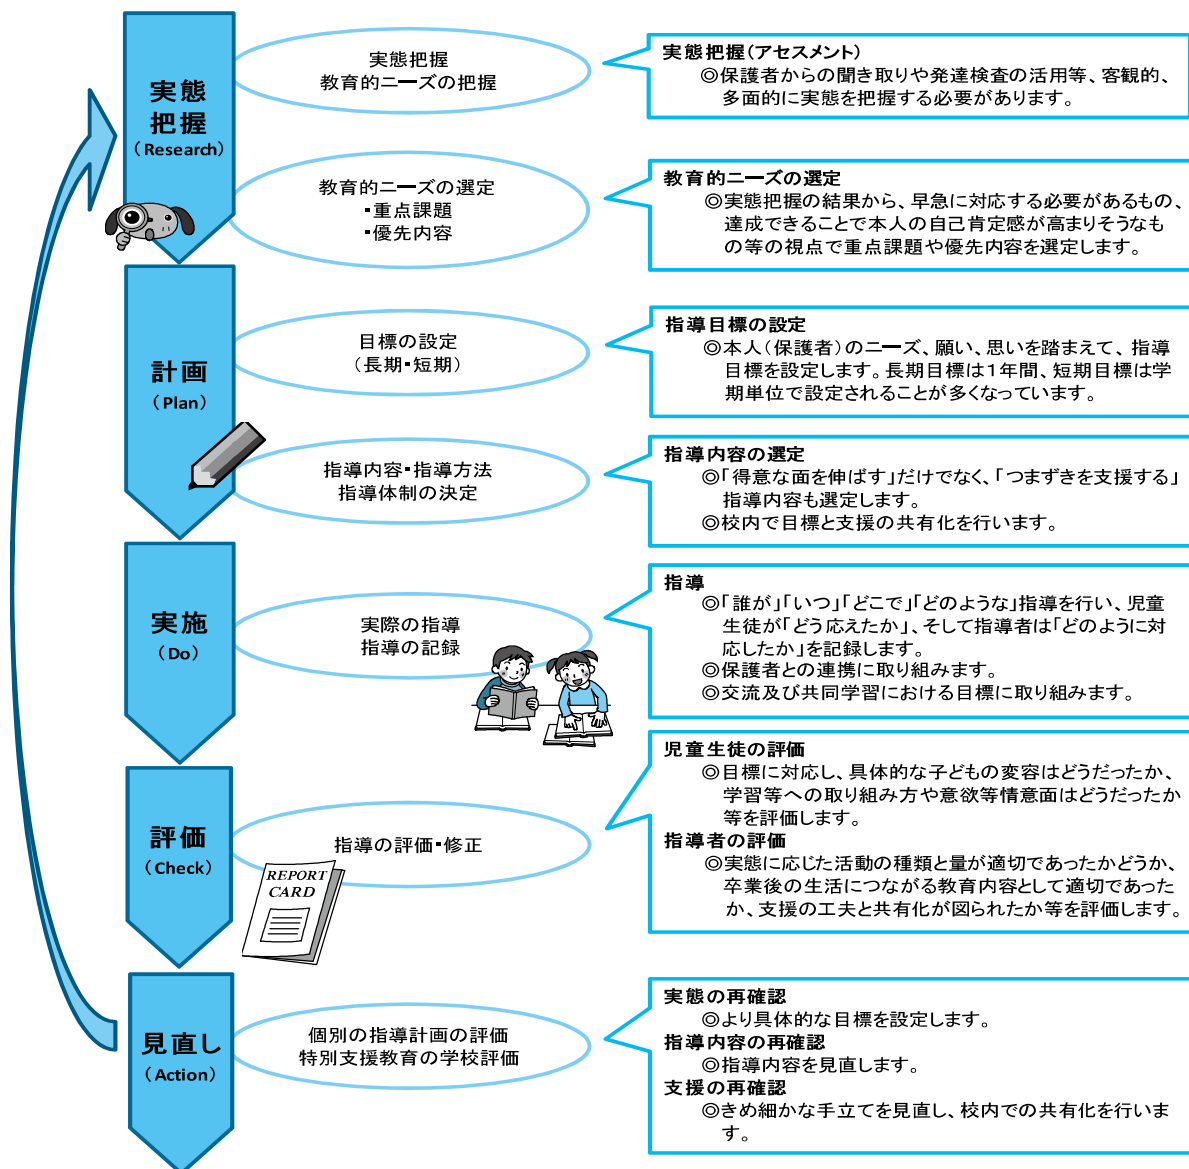 実態
把握
（Research）
実態把握
教育的ニーズの把握
実態把握（アセスメント）
◎保護者からの聞き取りや発達検査の活用等、客観的、
多面的に実態を把握する必要があります。
教育的ニーズの選定
・重点課題
・優先内容
教育的ニーズの選定
◎実態把握の結果から、早急に対応する必要があるもの、
達成できることで本人の自己肯定感が高まりそうなも
の等の視点で重点課題や優先内容を選定します。
計画
（Plan）
目標の設定
（長期・短期）
指導目標の設定
◎本人（保護者）のニーズ、願い、思いを踏まえて、指導
目標を設定します。長期目標は１年間、短期目標は学
期単位で設定されることが多くなっています。
指導内容・指導方法
指導体制の決定
指導内容の選定
◎「得意な面を伸ばす」だけでなく、「つまずきを支援する」
指導内容も選定します。
◎校内で目標と支援の共有化を行います。
実施
（Do）
実際の指導
指導の記録
指導
◎「誰が」「いつ」「どこで」「どのような」指導を行い、児童
生徒が「どう応えたか」、そして指導者は「どのように対
応したか」を記録します。
◎保護者との連携に取り組みます。
◎交流及び共同学習における目標に取り組みます。
評価
（Check）
指導の評価・修正
REPORT
CARD
児童生徒の評価
◎目標に対応し、具体的な子どもの変容はどうだったか、
学習等への取り組み方や意欲等情意面はどうだったか
等を評価します。
指導者の評価
◎実態に応じた活動の種類と量が適切であったかどうか、
卒業後の生活につながる教育内容として適切であった
か、支援の工夫と共有化が図られたか等を評価します。
見直し
（Action）
個別の指導計画の評価
特別支援教育の学校評価
実態の再確認
◎より具体的な目標を設定します。
指導内容の再確認
◎指導内容を見直します。
支援の再確認
◎きめ細かな手立てを見直し、校内での共有化を行いま
す。